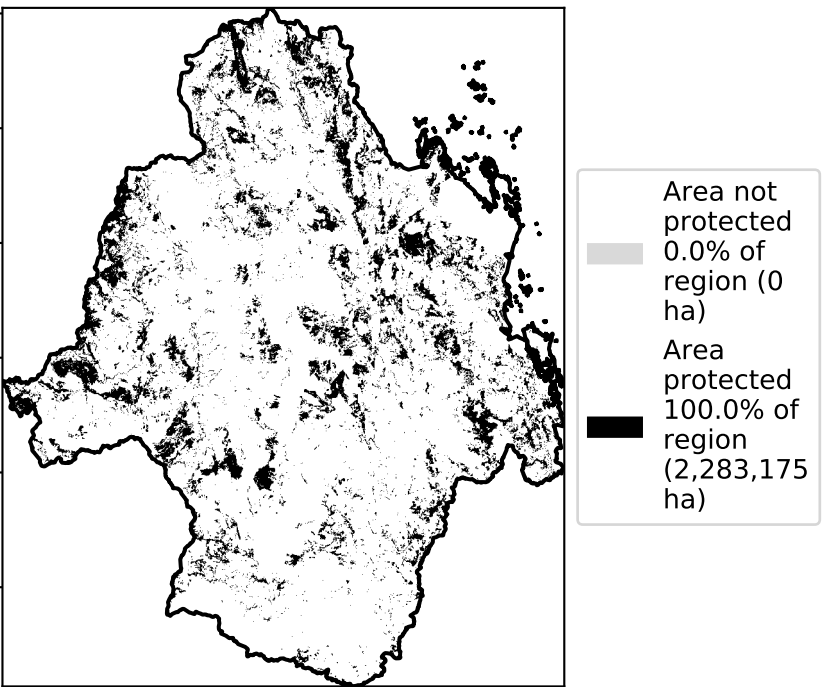 Area not
protected
0.0% of
region (0
ha)
Area
protected
100.0% of
region
(2,283,175
ha)